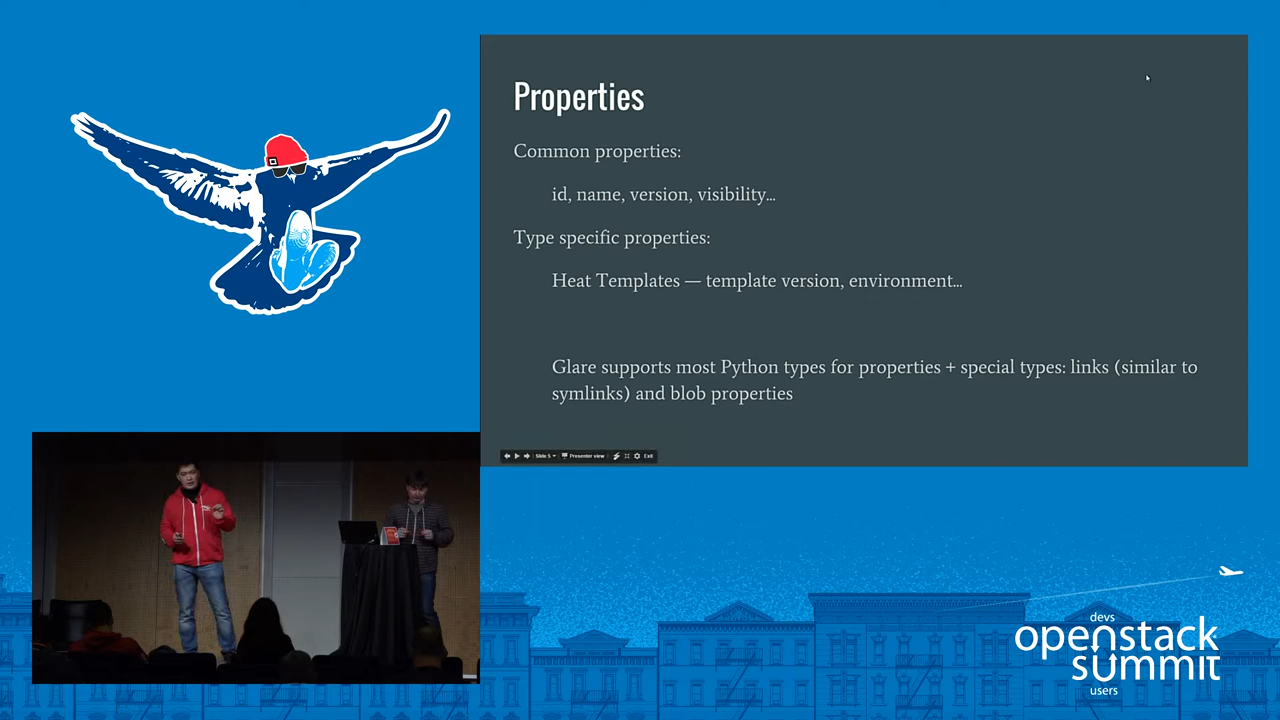 Properties
Common properties:
id, name, version, visibility…
Type specific properties:
Heat Templates — template version, environment…
Glare supports most Python types for properties + special types: links (similar to
symlinks) and blob properties
Slide 5
Presenter view
Exit
devs
openstack
summit
users